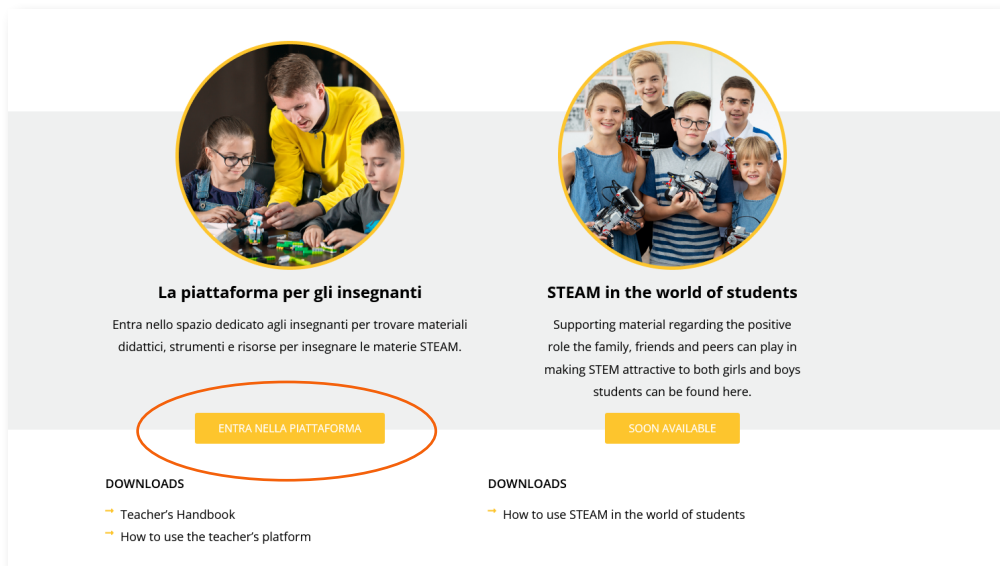 La piattaforma per gli insegnanti
Entra nello spazio dedicato agli insegnanti per trovare materiali
didattici, strumenti e risorse per insegnare le materie STEAM.
ENTRA NELLA PIATTAFORMA
DOWNLOADS
Teacher’s Handbook
How to use the teacher’s platform
STEAM in the world of students
Supporting material regarding the positive
role the family, friends and peers can play in
making STEM attractive to both girls and boys
students can be found here.
SOON AVAILABLE
DOWNLOADS
How to use STEAM in the world of students